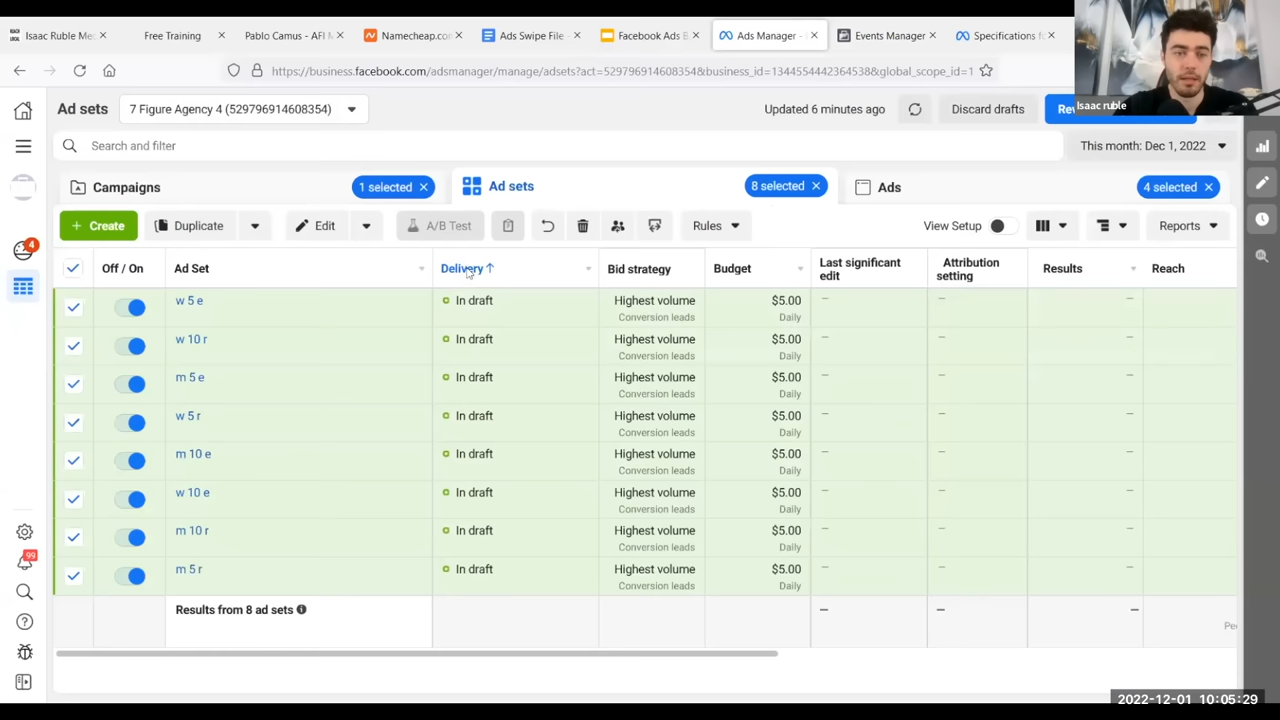 Isaac Ruble Me
Free Training
Pablo Camus - AFI M
Namecheap.com
Ads Swipe File -
Facebook Ads B
Ads Manager -
Events Manager
Specifications fo
https://business.facebook.com/adsmanager/manage/adsets?act=529796914608354&business_id=134455442364538&global_scope_id=1
Isaac ruble
Ad sets
7 Figure Agency 4 (529796914608354)
Updated 6 minutes ago
Discard drafts
Search and filter
This month: Dec 1, 2022
Campaigns
1 selected
Ad sets
8 selected
Ads
4 selected
+ Create
Duplicate
Edit
A/B Test
Rules
View Setup
Reports
4
Off / On
Ad Set
Delivery ↑
Bid strategy
Budget
Last significant
edit
Attribution
setting
Results
Reach
w 5 e
In draft
Highest volume
Conversion leads
$5.00
Daily
—
—
—
w 10 r
In draft
Highest volume
Conversion leads
$5.00
Daily
—
—
—
m 5 e
In draft
Highest volume
Conversion leads
$5.00
Daily
—
—
—
w 5 r
In draft
Highest volume
Conversion leads
$5.00
Daily
—
—
—
m 10 e
In draft
Highest volume
Conversion leads
$5.00
Daily
—
—
—
w 10 e
In draft
Highest volume
Conversion leads
$5.00
Daily
—
—
—
m 10 r
In draft
Highest volume
Conversion leads
$5.00
Daily
—
—
—
m 5 r
In draft
Highest volume
Conversion leads
$5.00
Daily
—
—
—
99
Results from 8 ad sets
—
—
—
2022-12-01 10:05:29